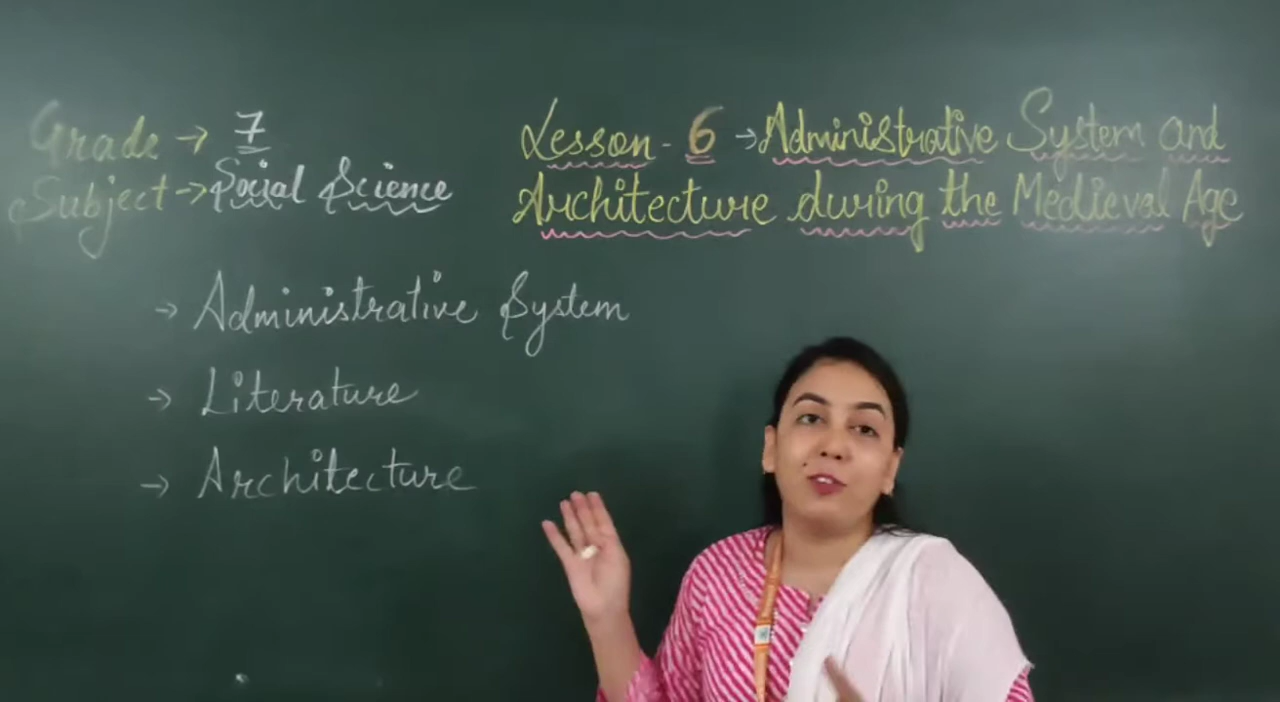 Grade → 7
Subject → Social Science
Lesson - 6 → Administrative System and
Architecture during the Medieval Age
→ Administrative System
→ Literature
→ Architecture